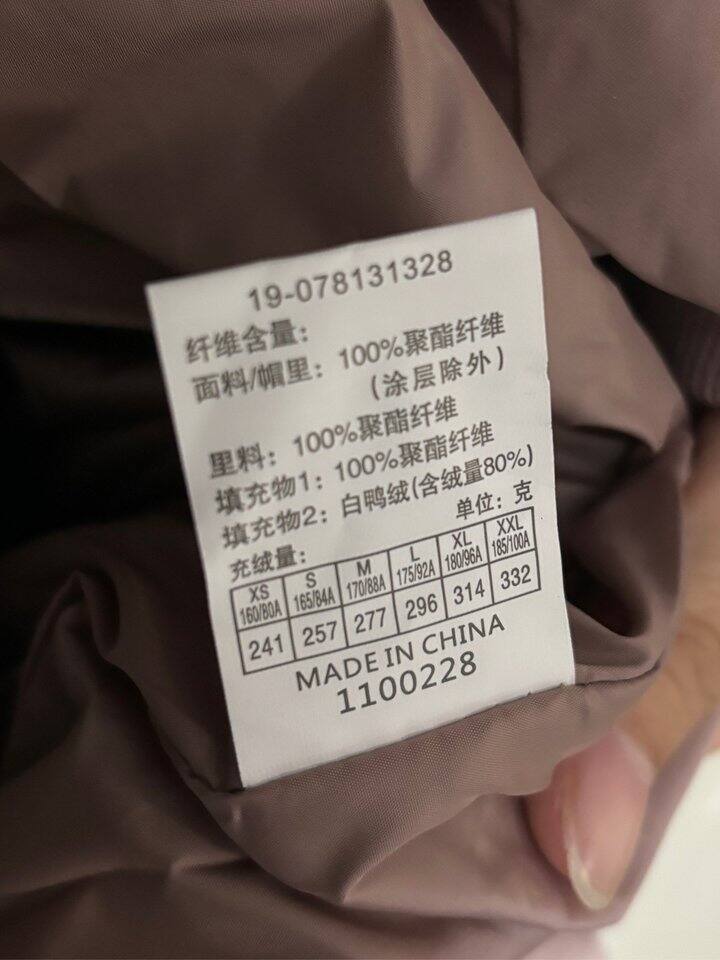 19-078131328
纤维含量：
面料/帽里：100%聚酯纤维
(涂层除外)
里料：100%聚酯纤维
填充物1：100%聚酯纤维
填充物2：白鸭绒(含绒量80%)
充绒量： 单位：克
XS S M L XL XXL
160/80A 165/84A 170/88A 175/92A 180/96A 185/100A
241 257 277 296 314 332
MADE IN CHINA
1100228